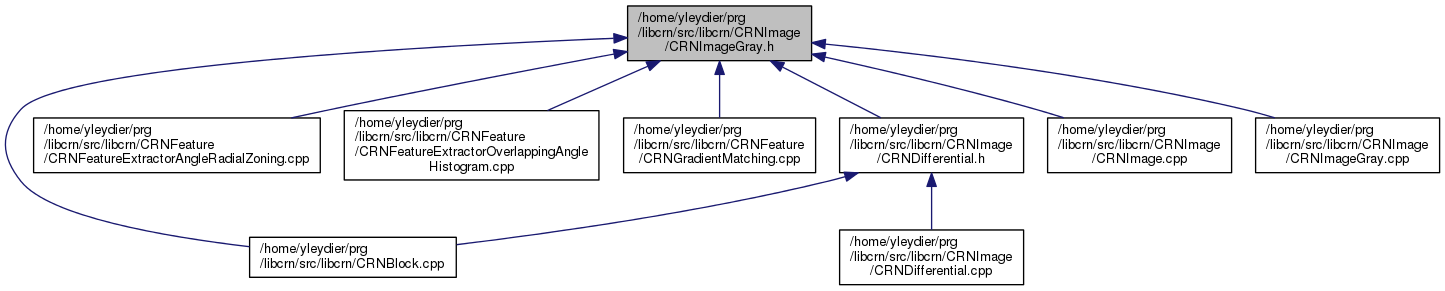 /home/yleydier/prg
/libcrn/src/libcrn/CRNImage
/CRNImageGray.h
/home/yleydier/prg
/libcrn/src/libcrn/CRNFeature
/CRNFeatureExtractorAngleRadialZoning.cpp
/home/yleydier/prg
/libcrn/src/libcrn/CRNFeature
/CRNFeatureExtractorOverlappingAngle
Histogram.cpp
/home/yleydier/prg
/libcrn/src/libcrn/CRNFeature
/CRNGradientMatching.cpp
/home/yleydier/prg
/libcrn/src/libcrn/CRNImage
/CRNDifferential.h
/home/yleydier/prg
/libcrn/src/libcrn/CRNImage
/CRNImage.cpp
/home/yleydier/prg
/libcrn/src/libcrn/CRNImage
/CRNImageGray.cpp
/home/yleydier/prg
/libcrn/src/libcrn/CRNBlock.cpp
/home/yleydier/prg
/libcrn/src/libcrn/CRNImage
/CRNDifferential.cpp